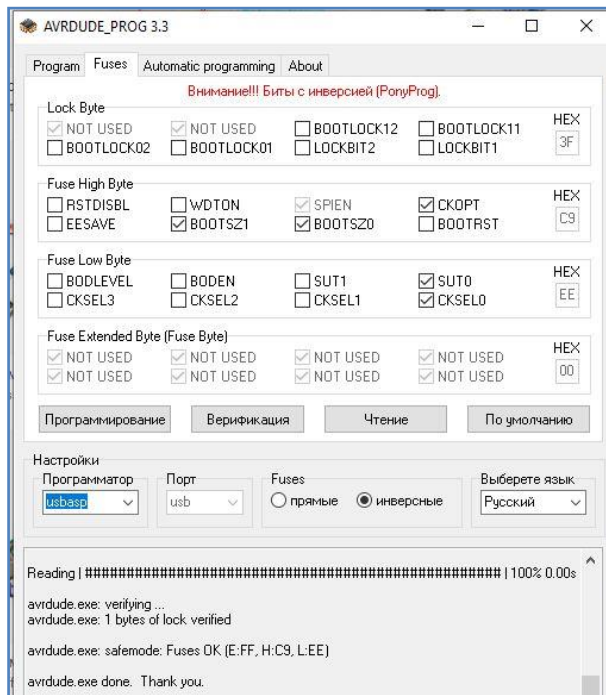 AVRDUDE_PROG 3.3
Program Fuses Automatic programming About
Внимание!!! Биты с инверсией (PonyProg).
Lock Byte
HEX
NOT USED NOT USED BOOTLOCK12 BOOTLOCK11
3F
BOOTLOCK02 BOOTLOCK01 LOCKBIT2 LOCKBIT1
Fuse High Byte
HEX
RSTDISBL WDTON SPIEN CKOPT
C9
EESAVE BOOTSZ1 BOOTSZ0 BOOTRST
Fuse Low Byte
HEX
BODLEVEL BODEN SUT1 SUT0
EE
CKSEL3 CKSEL2 CKSEL1 CKSEL0
Fuse Extended Byte (Fuse Byte)
HEX
NOT USED NOT USED NOT USED NOT USED
00
NOT USED NOT USED NOT USED NOT USED
Программирование Верификация Чтение По умолчанию
Настройки
Программатор Порт Fuses Выберете язык
usbasp usb прямые инверсные Русский
Reading | ################################################## | 100% 0.00s
avrdude.exe: verifying ...
avrdude.exe: 1 bytes of lock verified
avrdude.exe: safemode: Fuses OK (E:FF, H:C9, L:EE)
avrdude.exe done. Thank you.